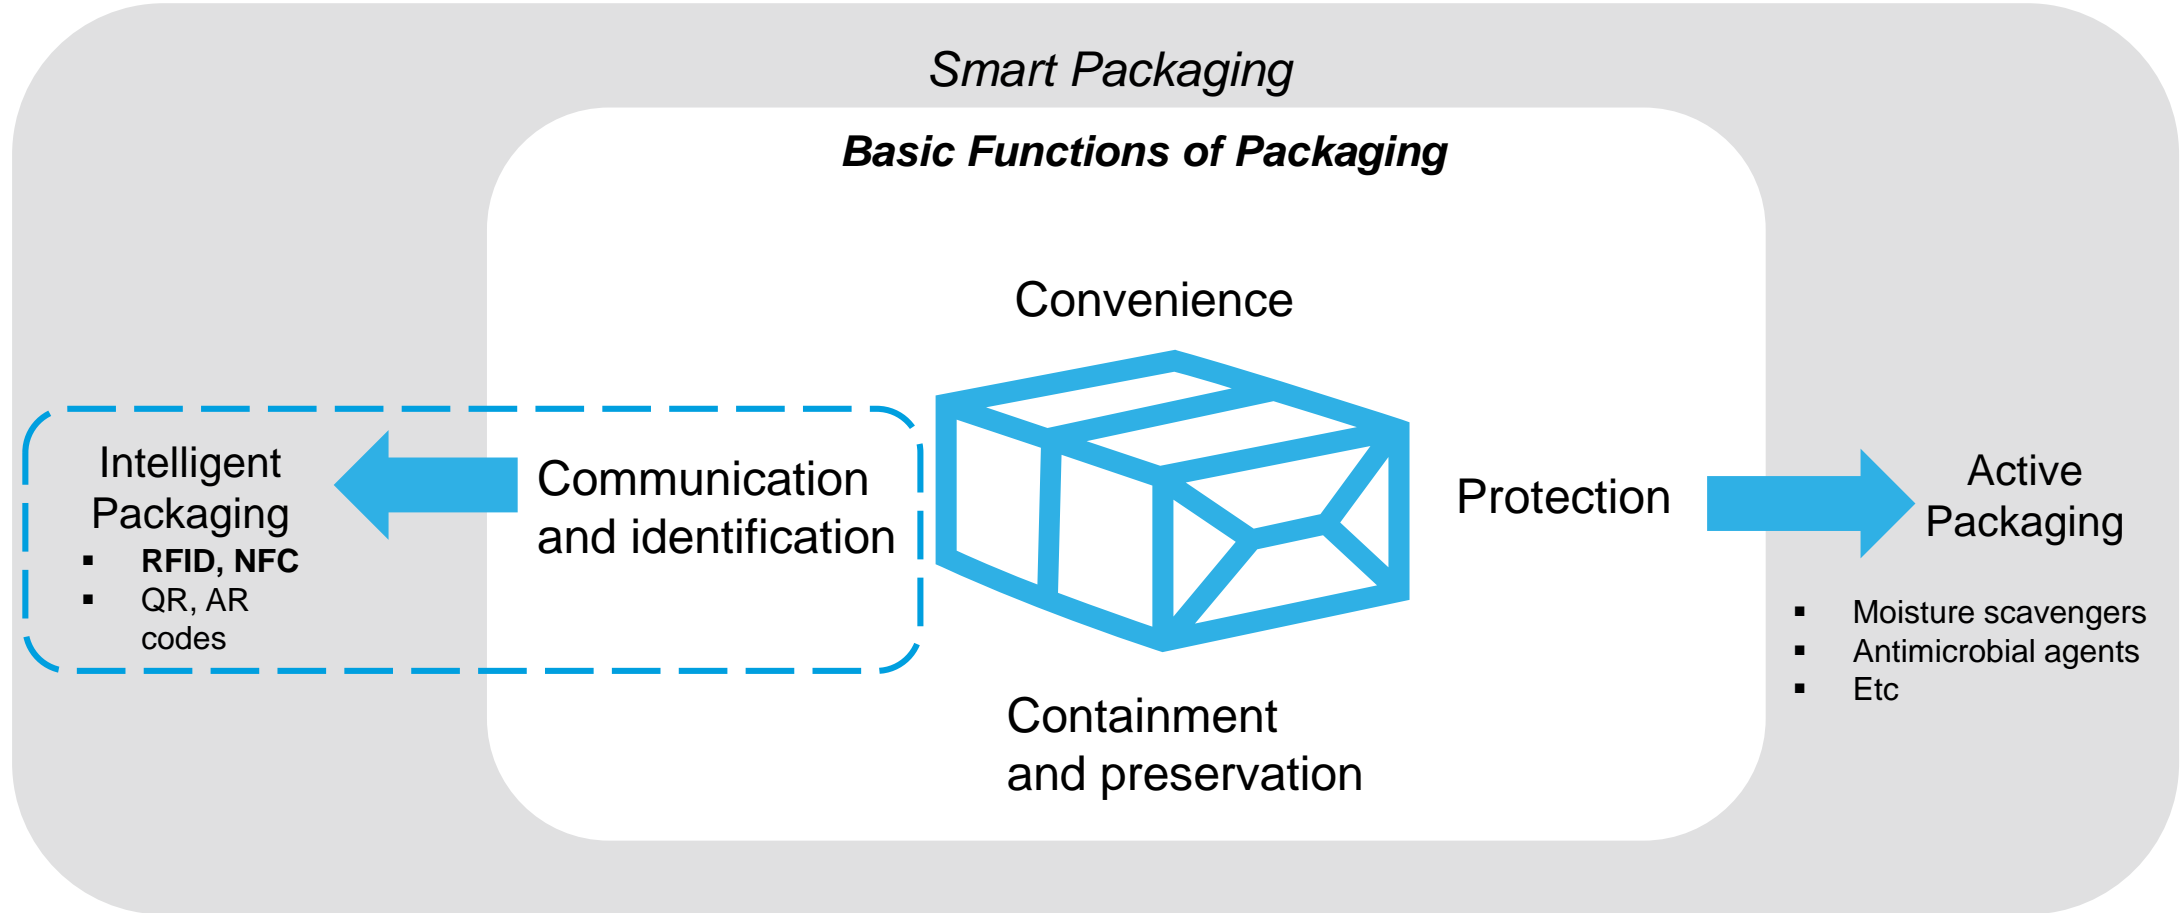 Smart Packaging
Basic Functions of Packaging
Convenience
Intelligent
Packaging
▪ RFID, NFC
▪ QR, AR
codes
Communication
and identification
Protection
Active
Packaging
▪ Moisture scavengers
▪ Antimicrobial agents
▪ Etc
Containment
and preservation